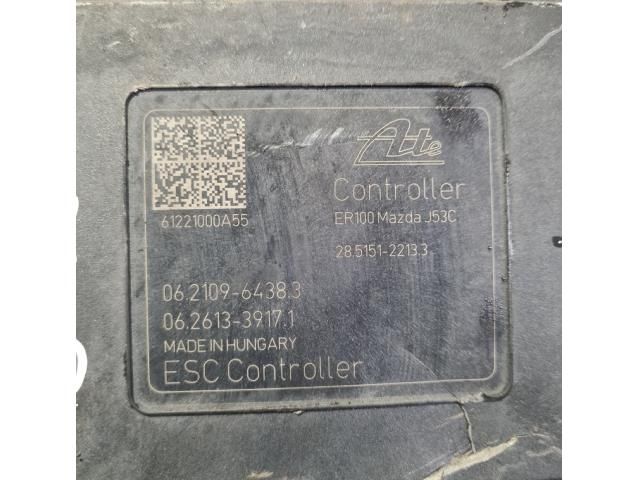 Ate
61221000A55
Controller
ER100 Mazda J53C
28.5151-2213.3
06.2109-6438.3
06.2613-3917.1
MADE IN HUNGARY
ESC Controller